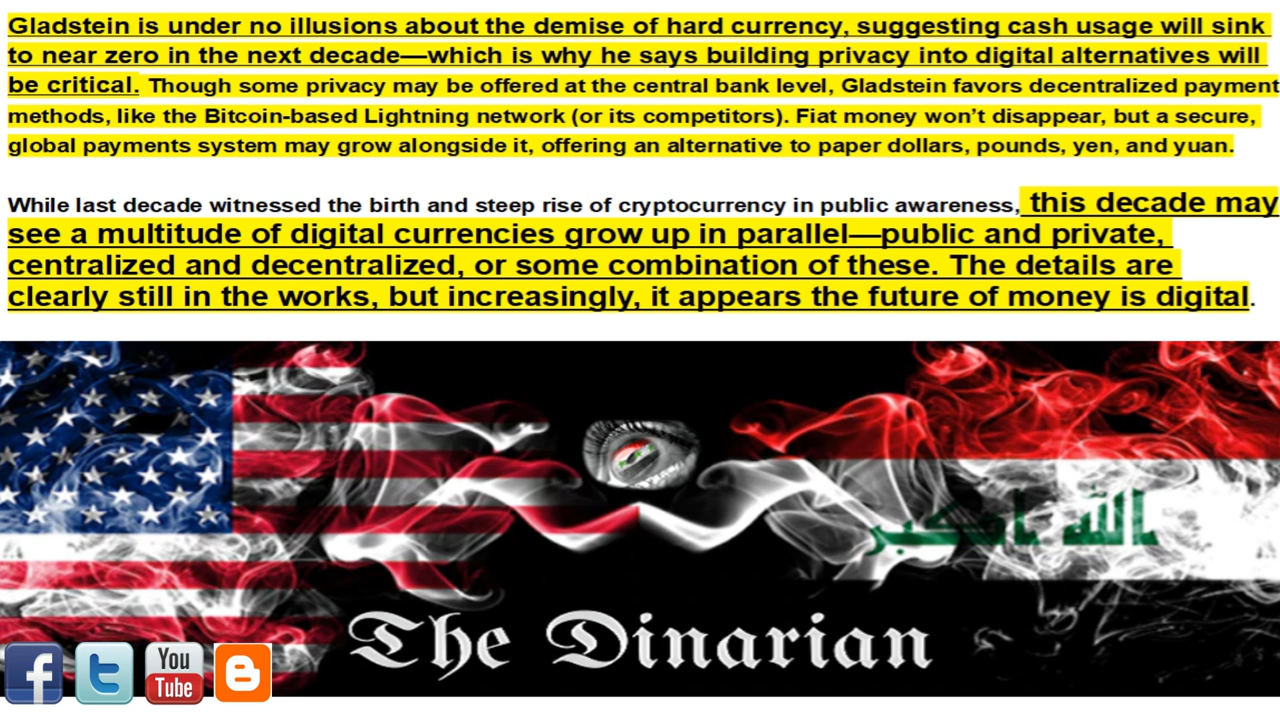 Gladstein is under no illusions about the demise of hard currency, suggesting cash usage will sink
to near zero in the next decade—which is why he says building privacy into digital alternatives will
be critical. Though some privacy may be offered at the central bank level, Gladstein favors decentralized payment
methods, like the Bitcoin-based Lightning network (or its competitors). Fiat money won’t disappear, but a secure,
global payments system may grow alongside it, offering an alternative to paper dollars, pounds, yen, and yuan.
While last decade witnessed the birth and steep rise of cryptocurrency in public awareness, this decade may
see a multitude of digital currencies grow up in parallel—public and private,
centralized and decentralized, or some combination of these. The details are
clearly still in the works, but increasingly, it appears the future of money is digital.
الله اكبر
The Dinarian
f
t
You
Tube
B